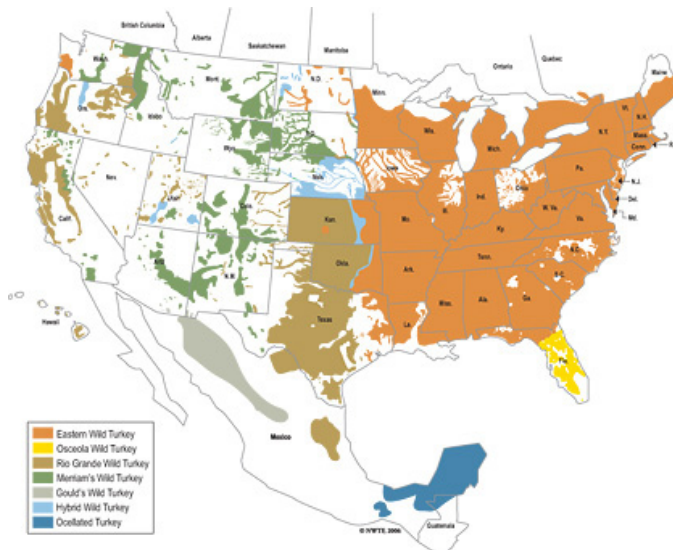 British Columbia
Alberta
Saskatchewan
Manitoba
Ontario
Quebec
Maine
Wash.
Mont.
N.D.
Minn.
Vt.
N.H.
Ore.
Idaho
Wis.
Mich.
N.Y.
Mass.
Conn.
R
Wyo.
Neb.
Iowa
Pa.
N.J.
Nev.
Utah
Colo.
Ill.
Ind.
Ohio
Del.
Md.
Calif.
Kan.
Mo.
W. Va.
Va.
Ky.
Ariz.
N.M.
Okla.
Ark.
Tenn.
N.C.
S.C.
Hawaii
Texas
La.
Miss.
Ala.
Ga.
Fla.
Mexico
Guatemala
Eastern Wild Turkey
Osceola Wild Turkey
Rio Grande Wild Turkey
Merriam's Wild Turkey
Gould's Wild Turkey
Hybrid Wild Turkey
Ocellated Turkey
© NWTF, 2006